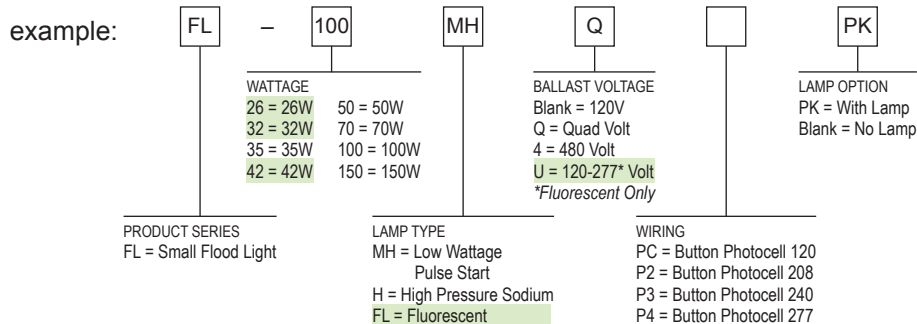 example: FL – 100 MH Q PK
WATTAGE
26 = 26W 50 = 50W
32 = 32W 70 = 70W
35 = 35W 100 = 100W
42 = 42W 150 = 150W
BALLAST VOLTAGE
Blank = 120V
Q = Quad Volt
4 = 480 Volt
U = 120-277* Volt
*Fluorescent Only
LAMP OPTION
PK = With Lamp
Blank = No Lamp
PRODUCT SERIES
FL = Small Flood Light
LAMP TYPE
MH = Low Wattage
Pulse Start
H = High Pressure Sodium
FL = Fluorescent
WIRING
PC = Button Photocell 120
P2 = Button Photocell 208
P3 = Button Photocell 240
P4 = Button Photocell 277